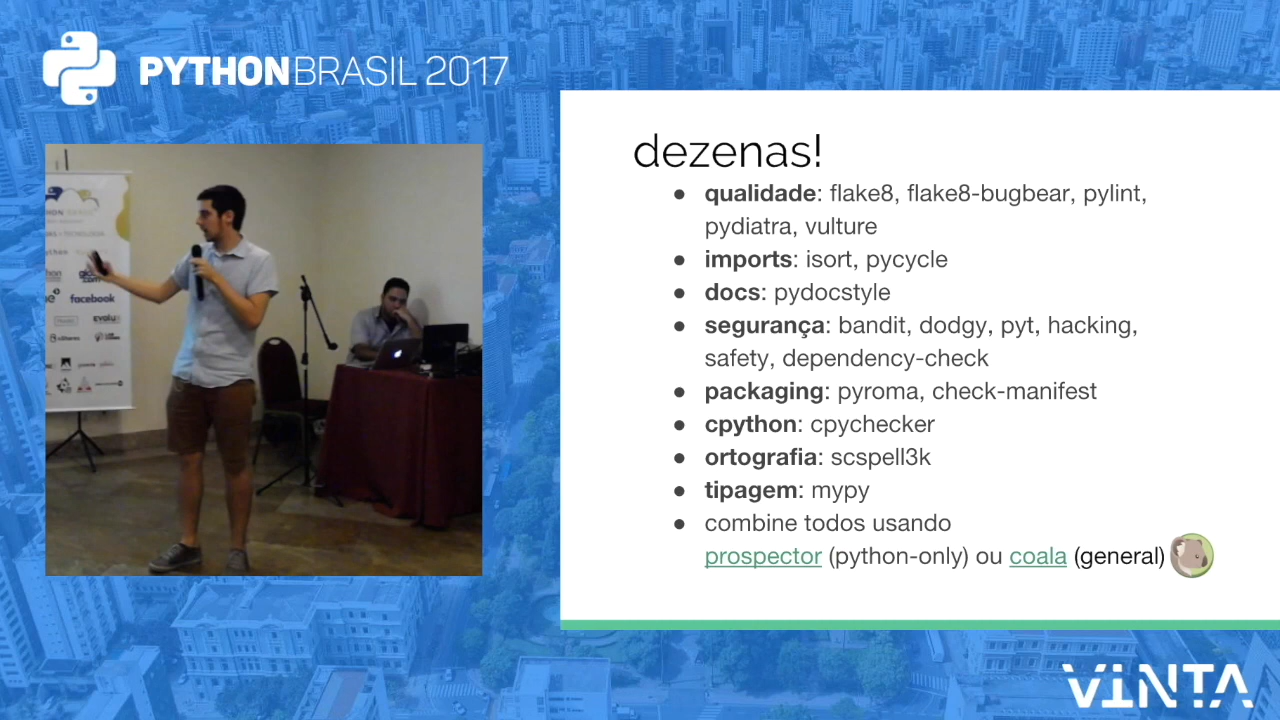 PYTHONBRASIL 2017
dezenas!
● qualidade: flake8, flake8-bugbear, pylint,
pydiatra, vulture
● imports: isort, pycycle
● docs: pydocstyle
● segurança: bandit, dodgy, pyt, hacking,
safety, dependency-check
● packaging: pyroma, check-manifest
● cpython: cpychecker
● ortografia: scspell3k
● tipagem: mypy
● combine todos usando
prospector (python-only) ou coala (general)
facebook
VINTA